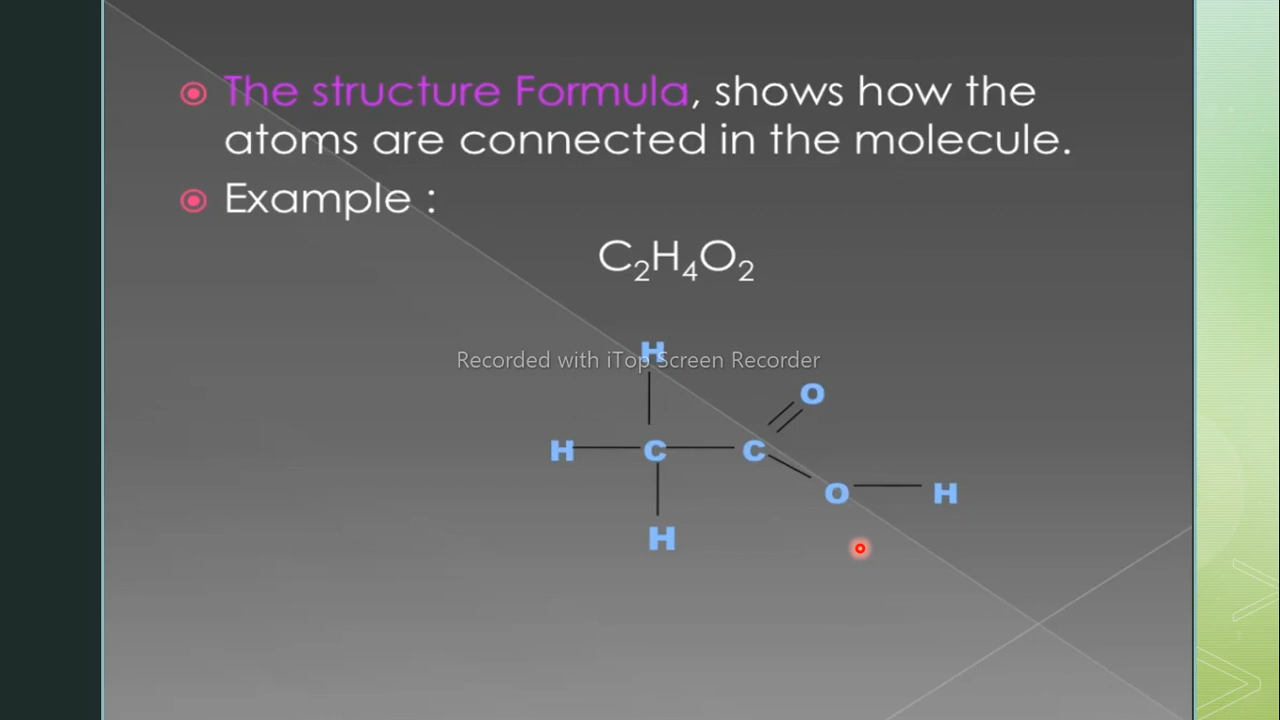 The structure Formula, shows how the
atoms are connected in the molecule.
Example :
C₂H₄O₂
H
Recorded with iTop Screen Recorder
O
H C C
O H
H